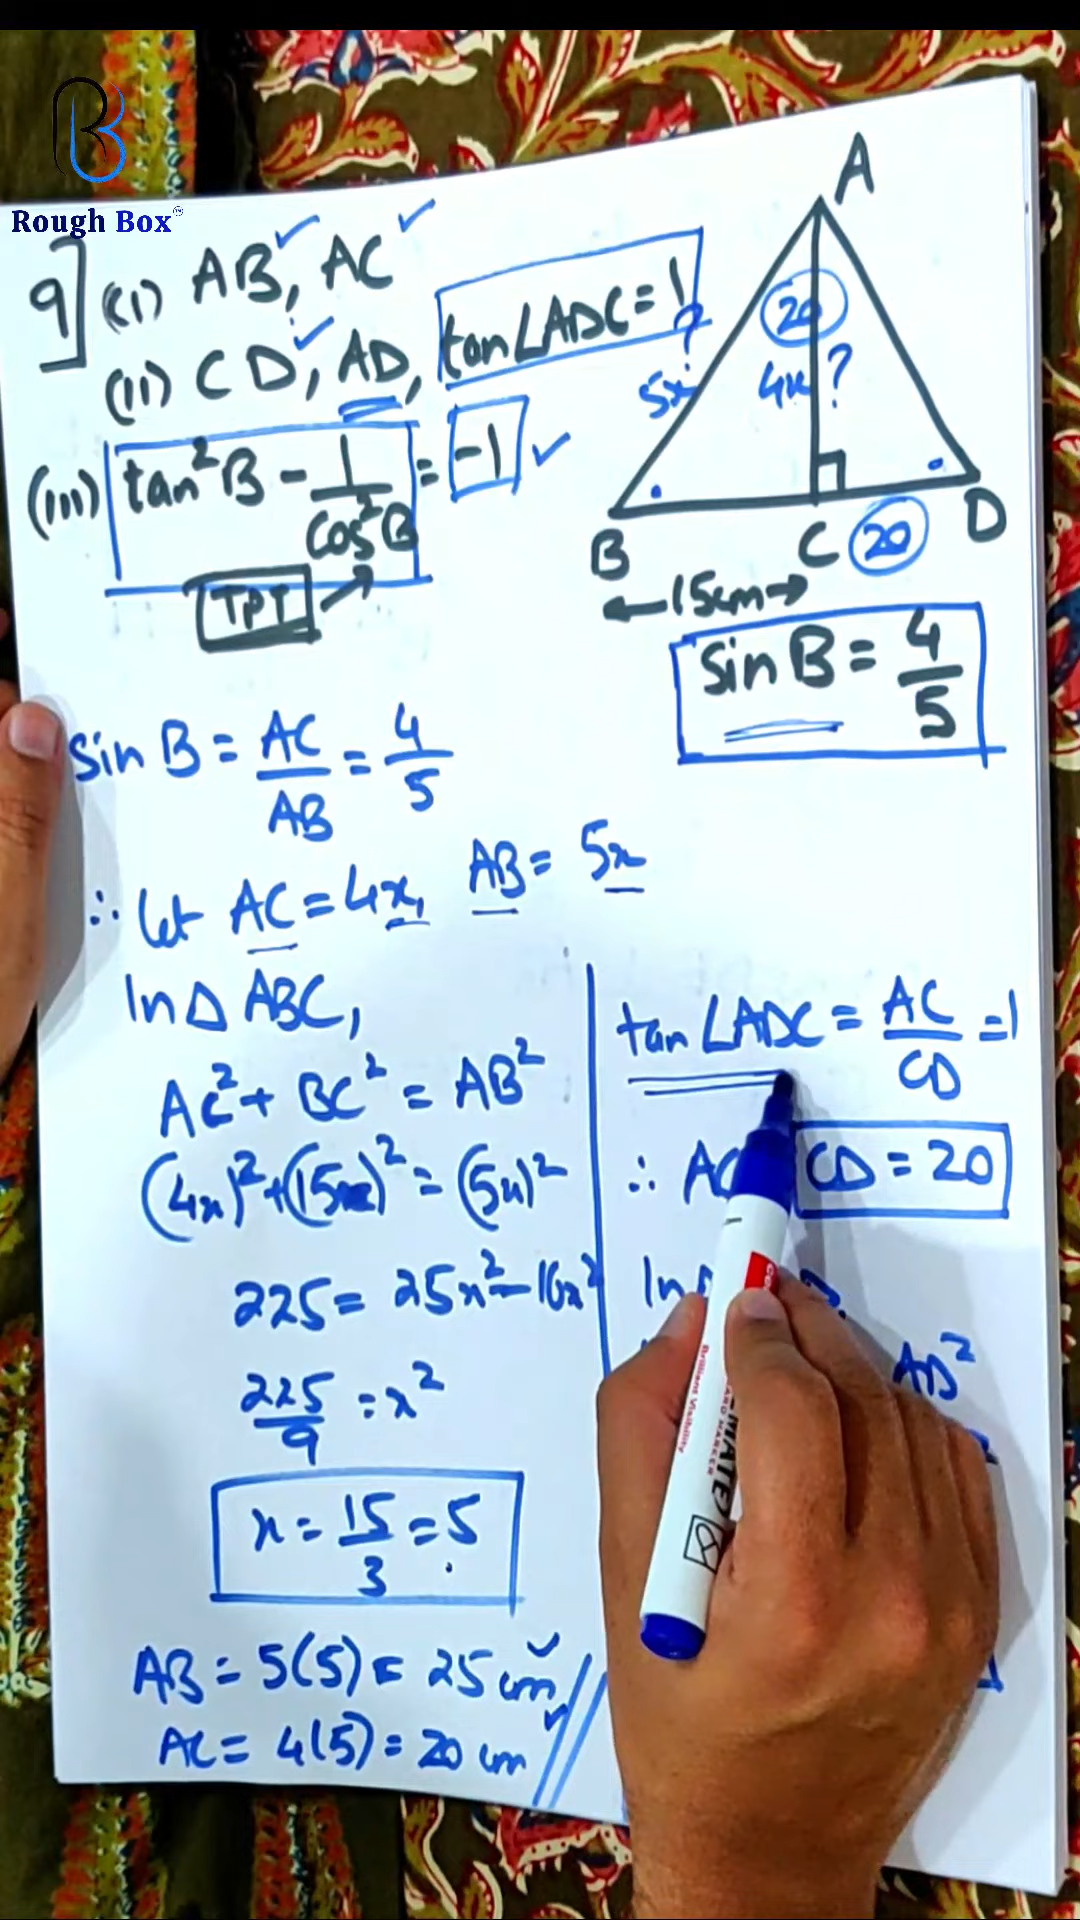 Rough Box
9] (i) AB, AC
(ii) CD, AD, tan∠ADC = 1
(iii) tan²B - 1/cos²B = -1
TPT
A
20
5x ?
4x ?
B C 20 D
15cm
sin B = 4/5
sin B = AC/AB = 4/5
∴ let AC = 4x, AB = 5x
In Δ ABC,
AC² + BC² = AB²
(4x)² + (15)² = (5x)²
225 = 25x² - 16x²
225/9 = x²
x = 15/3 = 5
AB = 5(5) = 25 cm
AC = 4(5) = 20 cm
tan∠ADC = AC/CD = 1
∴ AC CD = 20
In
AD²